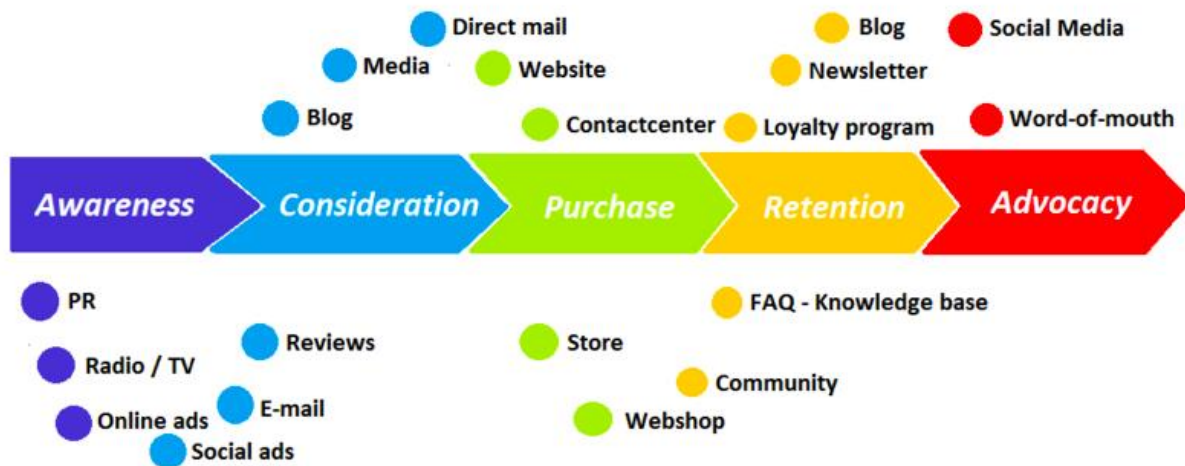 Direct mail
Blog
Social Media
Media
Website
Newsletter
Blog
Contactcenter
Loyalty program
Word-of-mouth
Awareness
Consideration
Purchase
Retention
Advocacy
PR
FAQ - Knowledge base
Reviews
Store
Radio / TV
Community
E-mail
Online ads
Webshop
Social ads